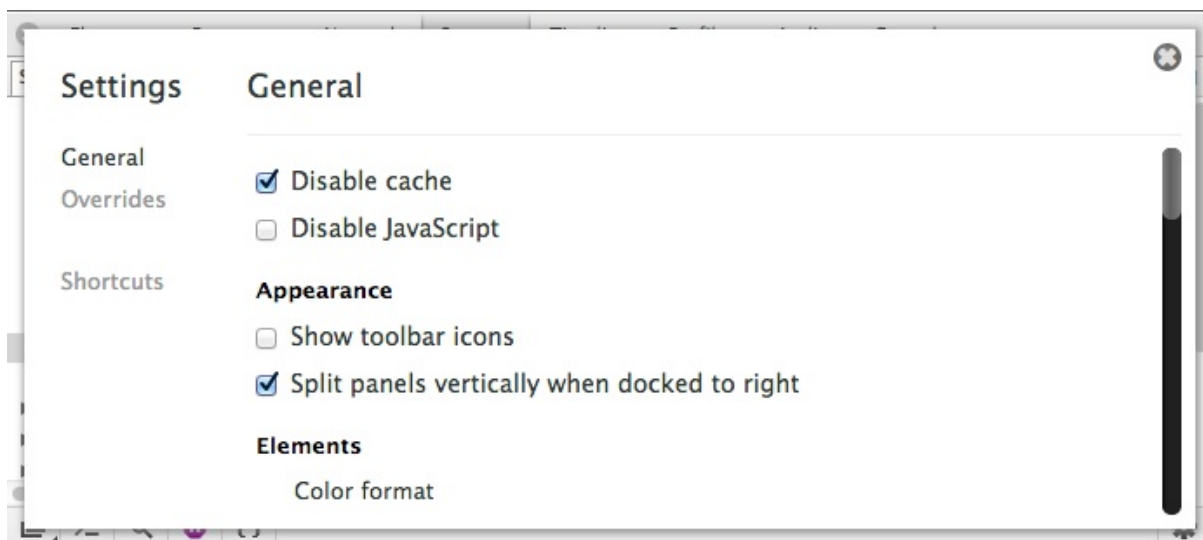 Settings
General
General
Overrides
Shortcuts
Disable cache
Disable JavaScript
Appearance
Show toolbar icons
Split panels vertically when docked to right
Elements
Color format